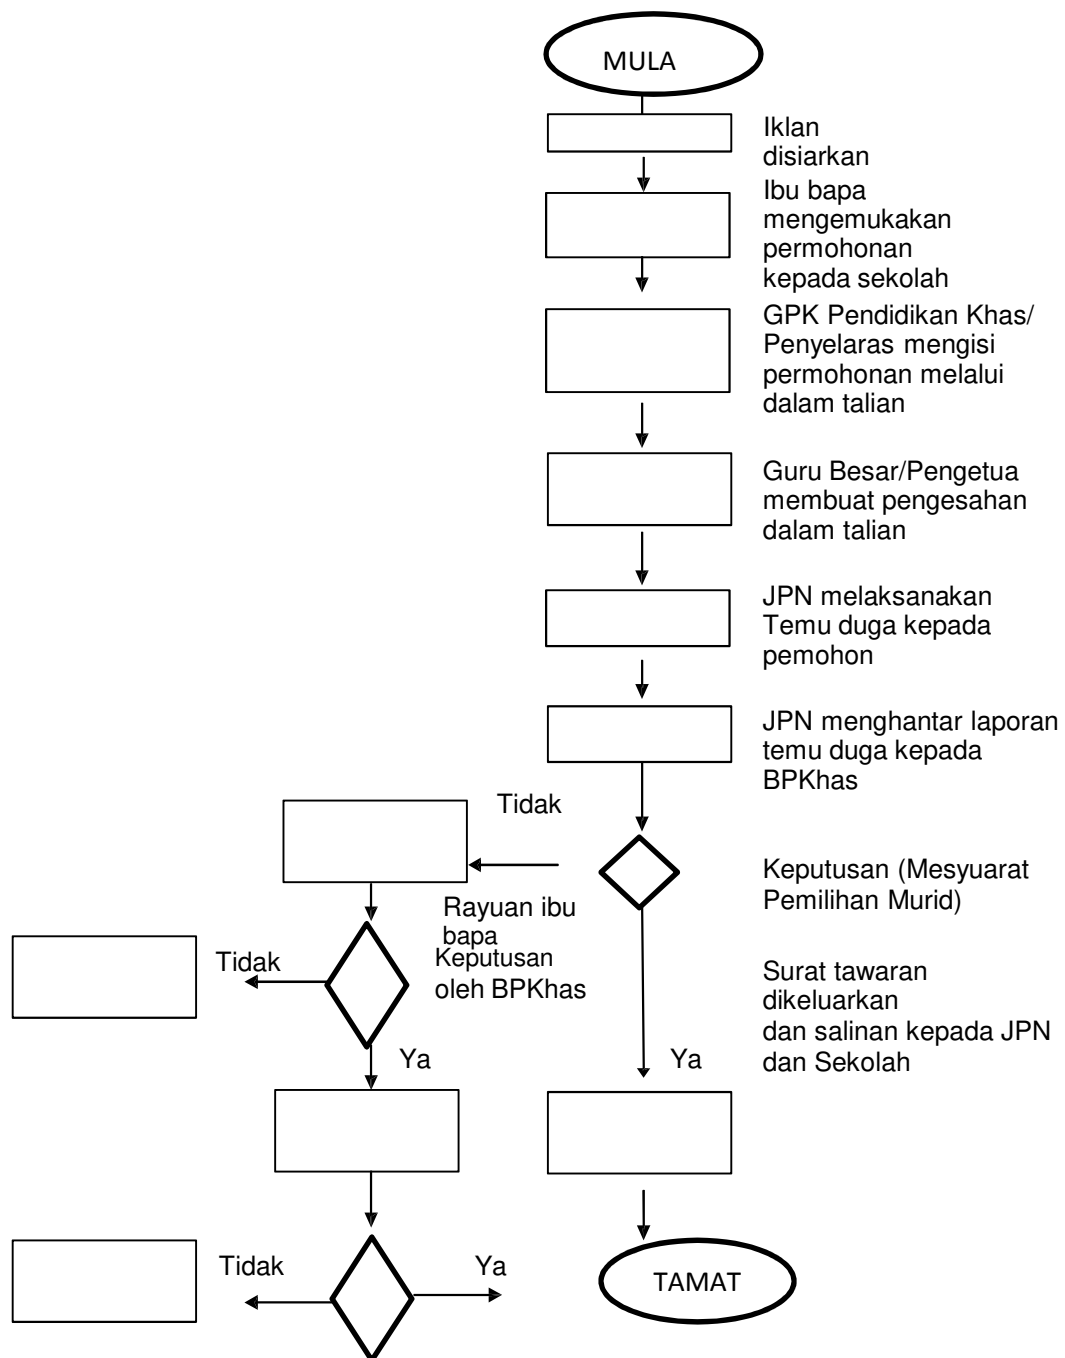 MULA
Iklan
disiarkan
Ibu bapa
mengemukakan
permohonan
kepada sekolah
GPK Pendidikan Khas/
Penyelaras mengisi
permohonan melalui
dalam talian
Guru Besar/Pengetua
membuat pengesahan
dalam talian
JPN melaksanakan
Temu duga kepada
pemohon
JPN menghantar laporan
temu duga kepada
BPKhas
Tidak
Keputusan (Mesyuarat
Pemilihan Murid)
Rayuan ibu
bapa
Keputusan
oleh BPKhas
Tidak
Surat tawaran
dikeluarkan
dan salinan kepada JPN
dan Sekolah
Ya
Ya
Tidak
Ya
TAMAT